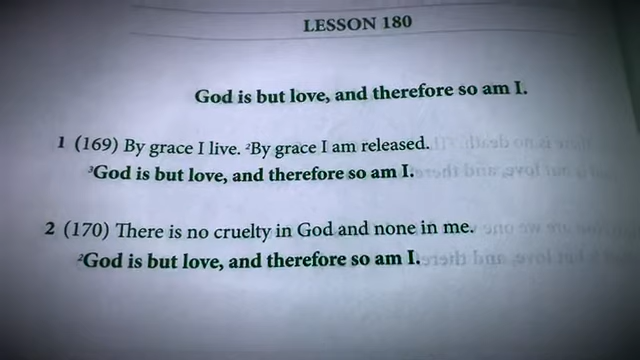 LESSON 180
God is but love, and therefore so am I.
1 (169) By grace I live. ²By grace I am released.
³God is but love, and therefore so am I.
2 (170) There is no cruelty in God and none in me.
²God is but love, and therefore so am I.